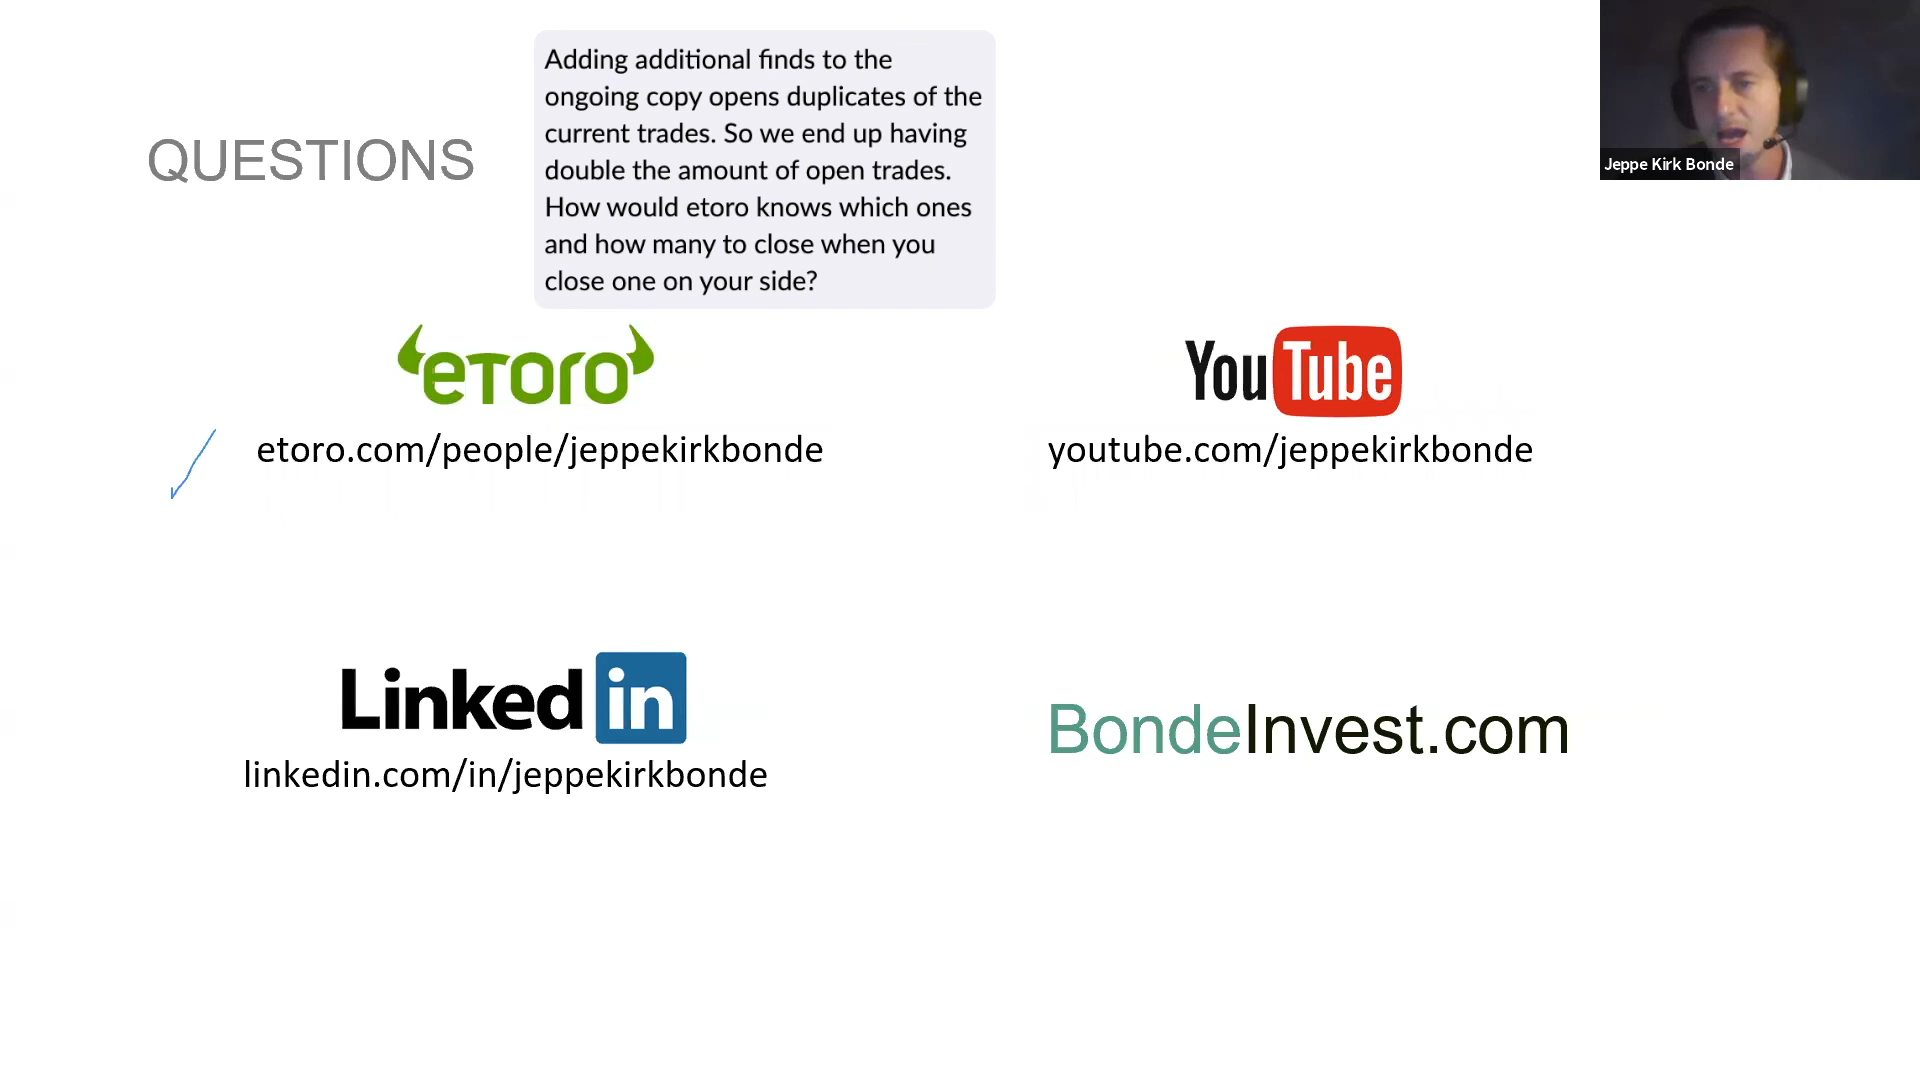 Adding additional finds to the
ongoing copy opens duplicates of the
current trades. So we end up having
double the amount of open trades.
How would etoro knows which ones
and how many to close when you
close one on your side?
QUESTIONS
Jeppe Kirk Bonde
etoro
YouTube
etoro.com/people/jeppekirkbonde
youtube.com/jeppekirkbonde
Linked in
linkedin.com/in/jeppekirkbonde
BondeInvest.com